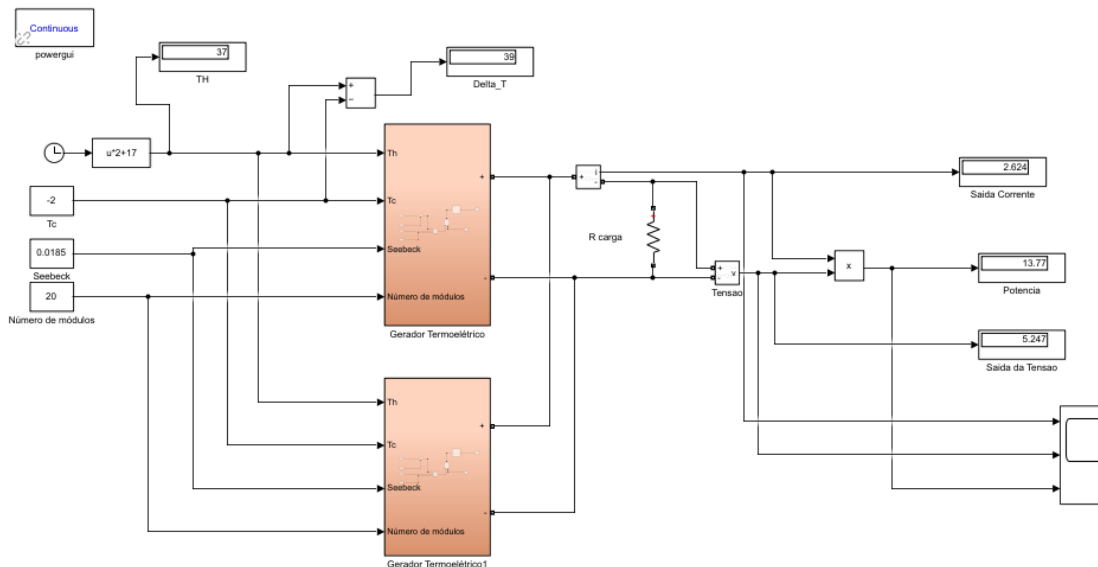 Continuous
powergui
37
TH
39
Delta_T
+
−
u*2+17
-2
Tc
0.0185
Seebeck
20
Número de módulos
Th
Tc
Seebeck
Número de módulos
+
-
Gerador Termoelétrico
+
i
-
+
R carga
+
-
v
Tensao
x
2.624
Saida Corrente
13.77
Potencia
5.247
Saida da Tensao
Th
Tc
Seebeck
Número de módulos
+
-
Gerador Termoelétrico1